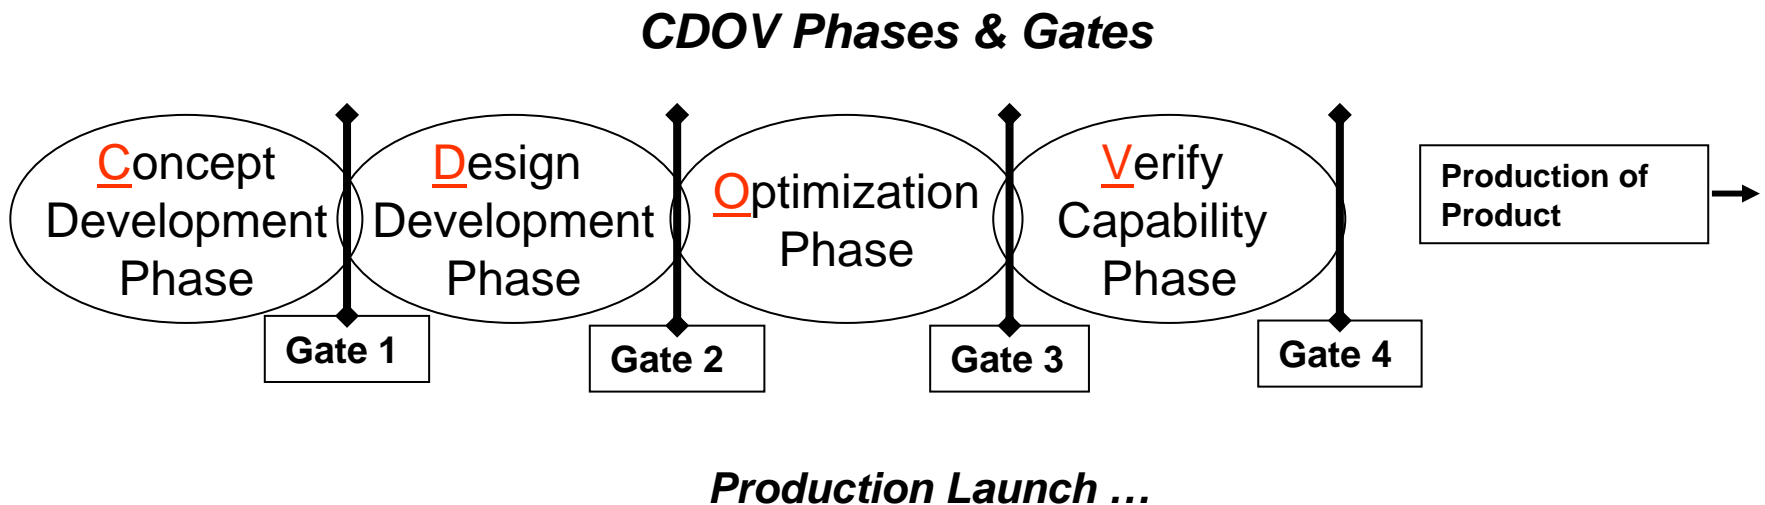 CDOV Phases & Gates
Concept
Development
Phase
Design
Development
Phase
Optimization
Phase
Verify
Capability
Phase
Production of
Product
Gate 1
Gate 2
Gate 3
Gate 4
Production Launch …